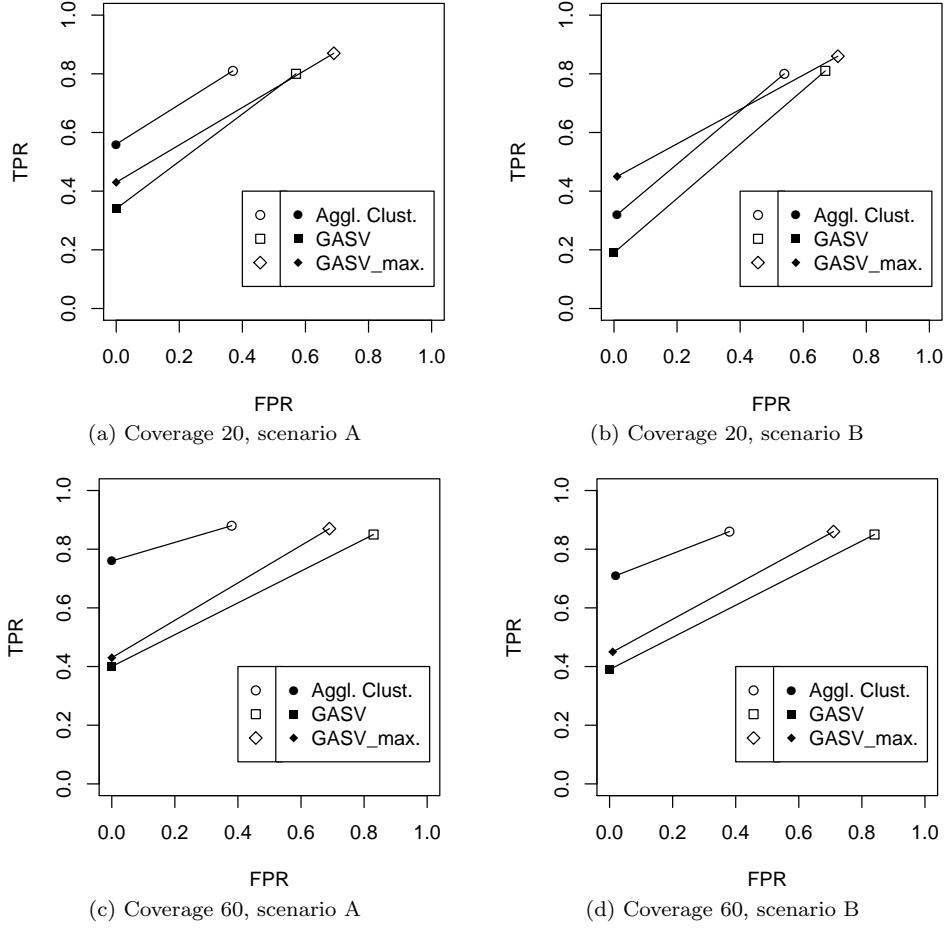 1.0
0.8
0.6
0.4
0.2
0.0
TPR
Aggl. Clust.
GASV
GASV_max.
0.0 0.2 0.4 0.6 0.8 1.0
FPR
(a) Coverage 20, scenario A
1.0
0.8
0.6
0.4
0.2
0.0
TPR
Aggl. Clust.
GASV
GASV_max.
0.0 0.2 0.4 0.6 0.8 1.0
FPR
(b) Coverage 20, scenario B
1.0
0.8
0.6
0.4
0.2
0.0
TPR
Aggl. Clust.
GASV
GASV_max.
0.0 0.2 0.4 0.6 0.8 1.0
FPR
(c) Coverage 60, scenario A
1.0
0.8
0.6
0.4
0.2
0.0
TPR
Aggl. Clust.
GASV
GASV_max.
0.0 0.2 0.4 0.6 0.8 1.0
FPR
(d) Coverage 60, scenario B